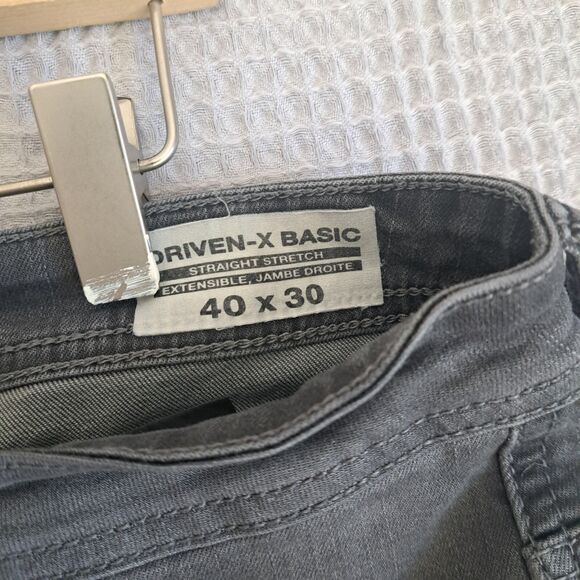 DRIVEN-X BASIC
STRAIGHT STRETCH
EXTENSIBLE, JAMBE DROITE
40 x 30